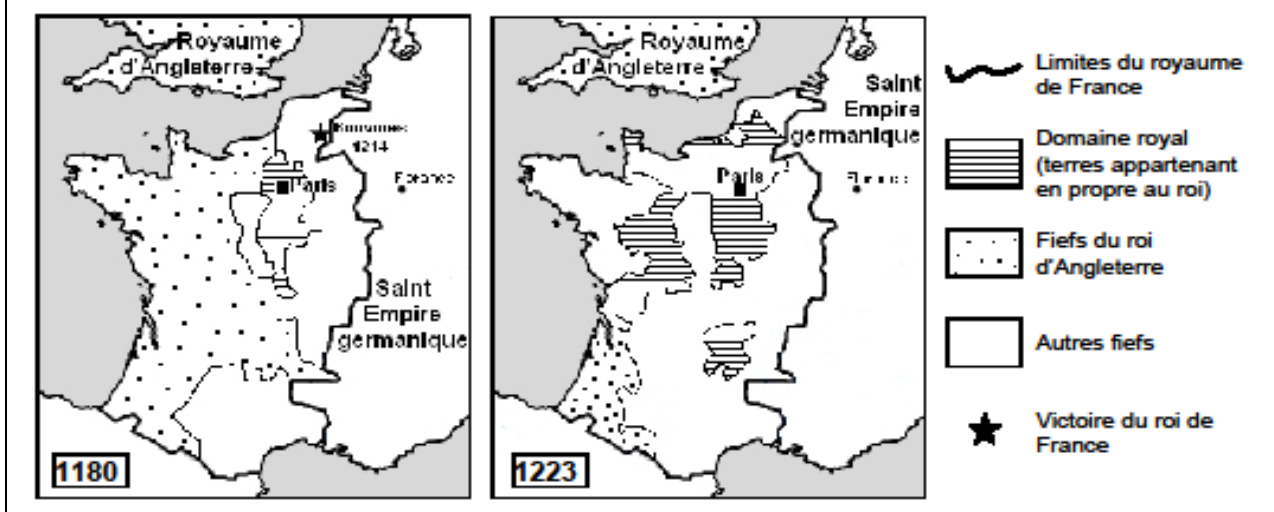 Royaume
d'Angleterre
Bouvines
1214
Paris
Saint
Empire
germanique
1180
Royaume
d'Angleterre
Saint
Empire
germanique
Paris
1223
Limites du royaume
de France
Domaine royal
(terres appartenant
en propre au roi)
Fiefs du roi
d'Angleterre
Autres fiefs
Victoire du roi de
France